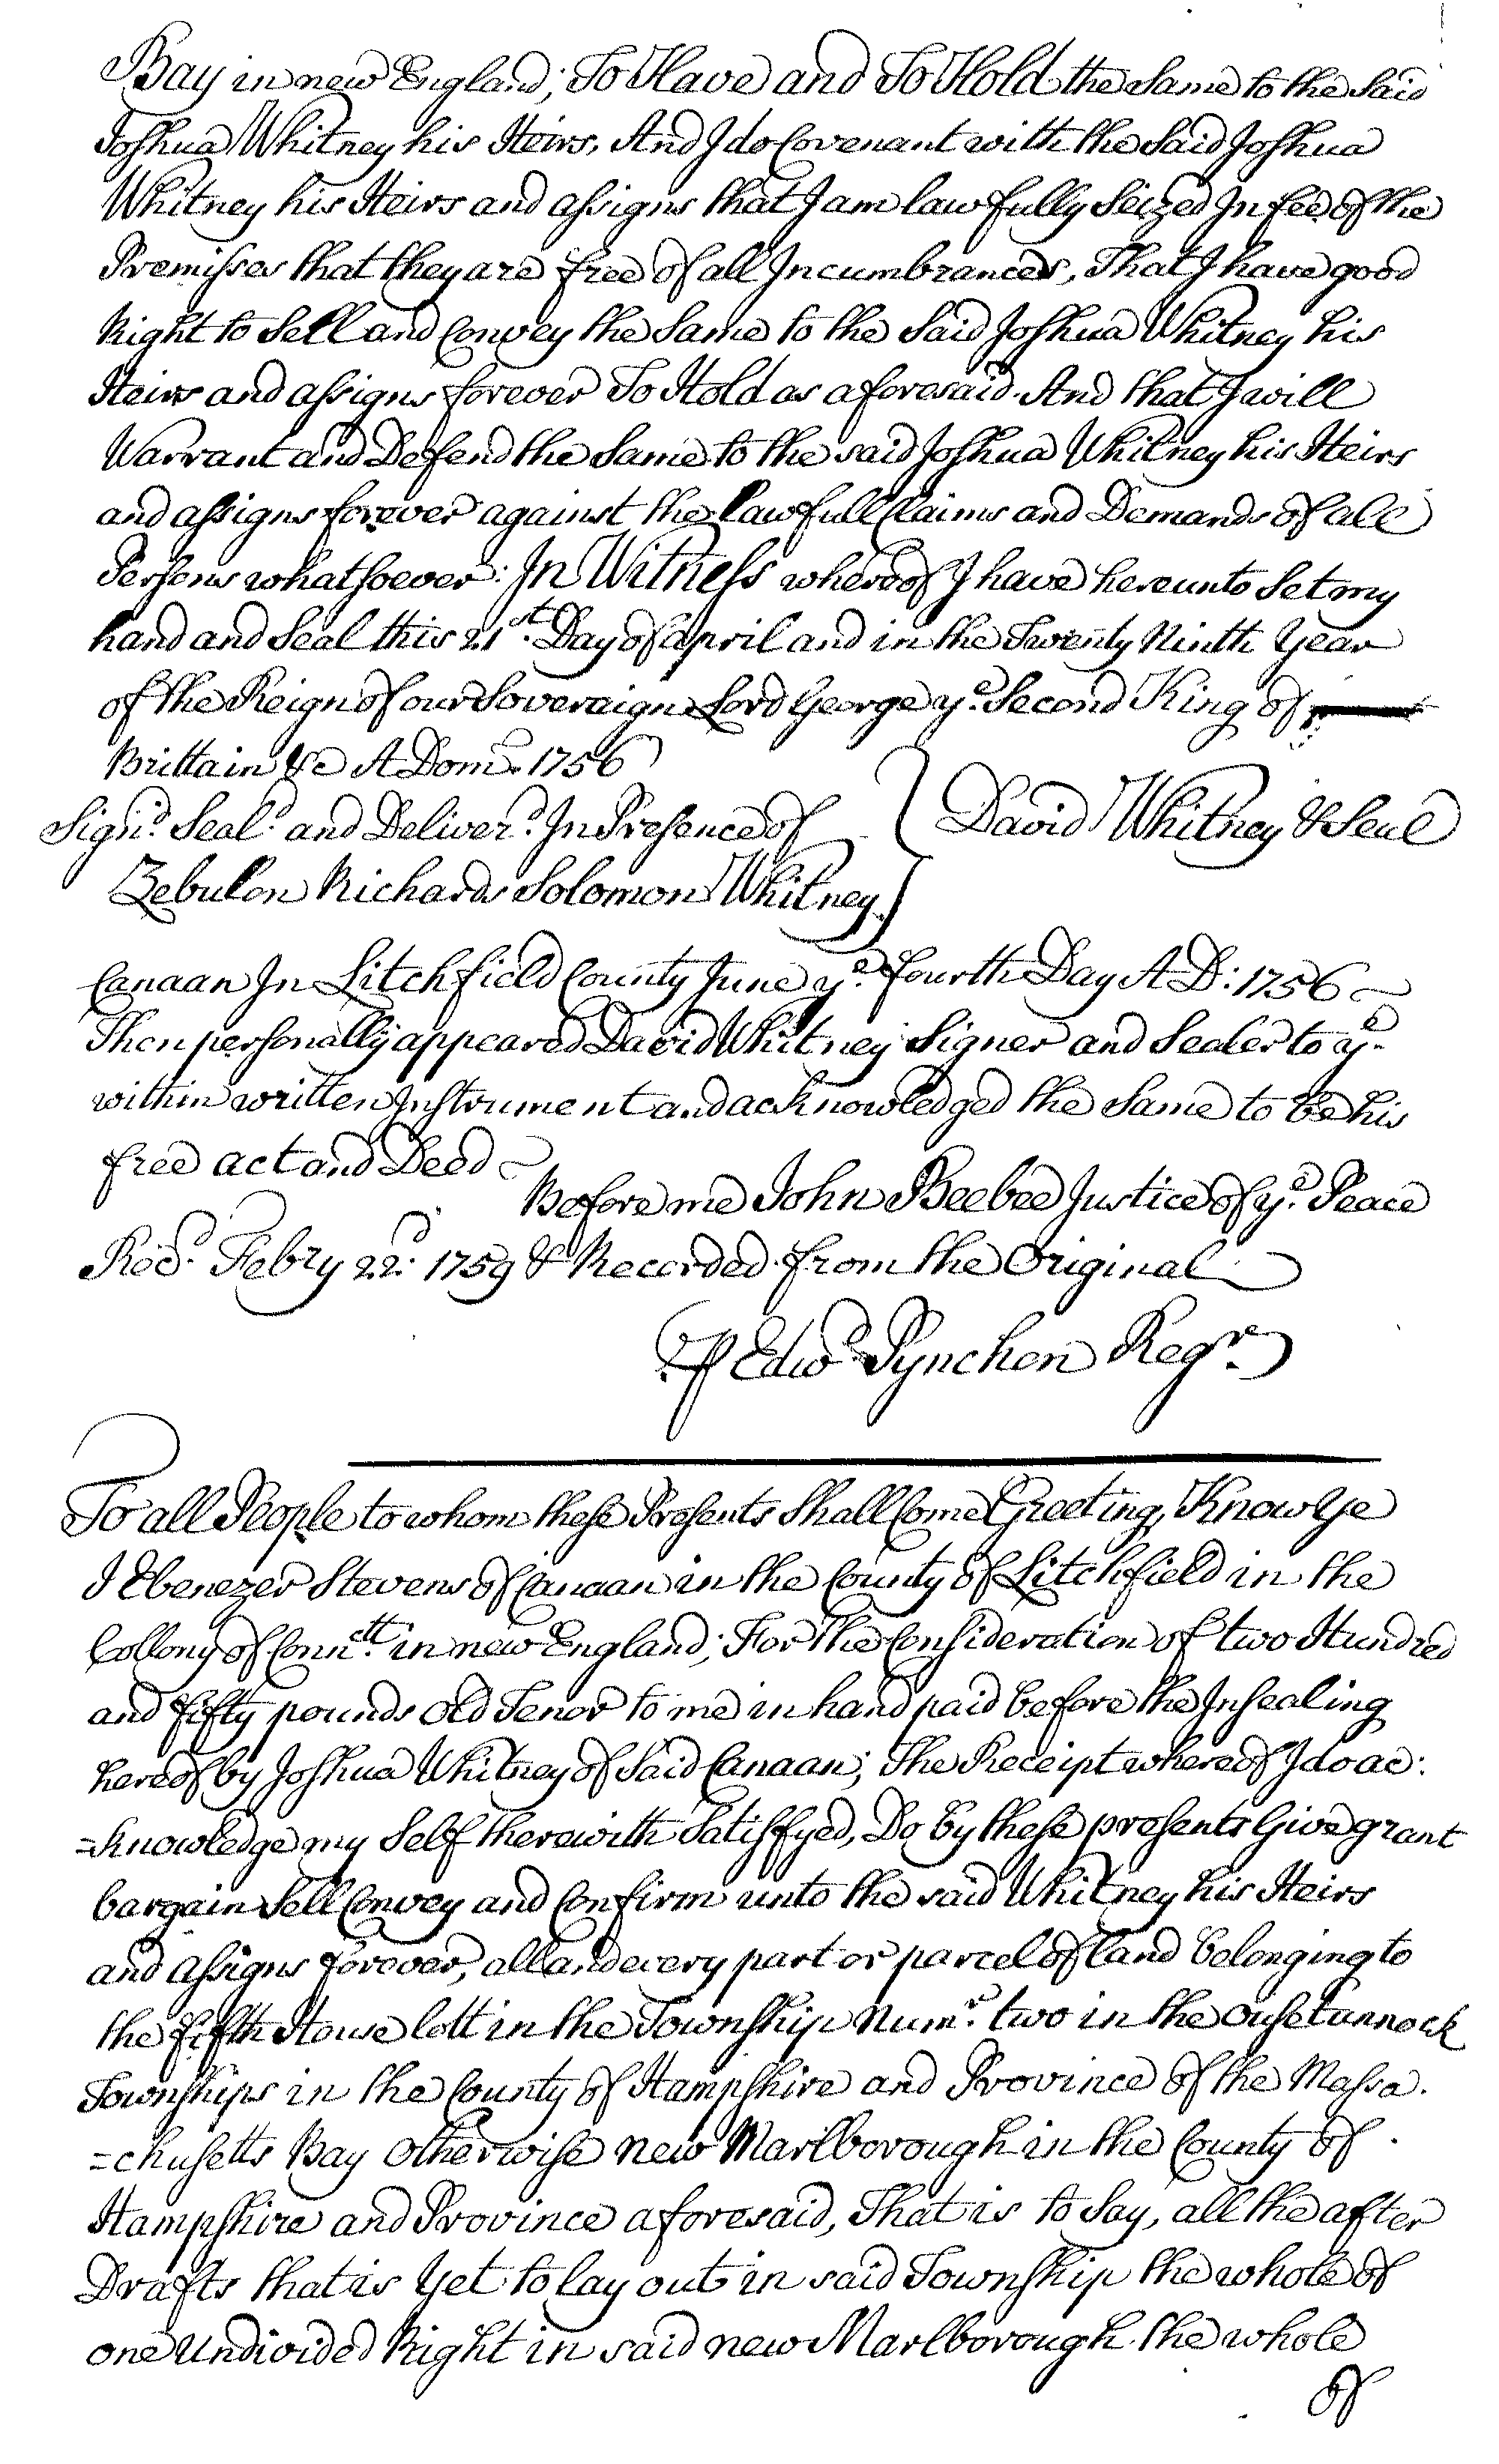 Bay in new England; To Have and To Hold the Same to the Said
Joshua Whitney his Heirs, And I do Covenant with the Said Joshua
Whitney his Heirs and assigns that I am lawfully Seized In fee of the
Premisses that they are free of all Incumbrances, That I have good
Right to Sell and Convey the Same to the Said Joshua Whitney his
Heirs and assigns forever To Hold as aforesaid. And that I will
Warrant and Defend the Same to the said Joshua Whitney his Heirs
and assigns forever against the Lawfull Claims and Demands of all
Persons whatsoever: In Witness whereof I have hereunto Set my
hand and Seal this 21st. Day of april and in the Twenty Ninth Year
of the Reign of our Soveraign Lord George ye. Second King of
Brittain &c A Dom. 1756
Signd. Seald. and Deliverd. In Presence of } David Whitney & Seal
Zebulon Richards Solomon Whitney }
Canaan In Litchfield County June ye. fourth Day A D: 1756
Then personally appeared David Whitney Signer and Sealer to ye.
within written Instrument and acknowledged the Same to be his
free act and Deed
Before me John Beebee Justice of ye. Peace
Recd. Febry 22d. 1759 & Recorded from the Original
℔ Edwd. Pynchon Regr.
To all People to whom these Presents Shall Come Greeting, Know Ye
I Ebenezer Stevens of Canaan in the County of Litchfield in the
Collony of Conntt. in new England; For the Consideration of two Hundred
and fifty pounds old Tenor to me in hand paid before the Insealing
hereof by Joshua Whitney of Said Canaan; The Receipt whereof I do ac:
=knowledge my Self therewith Satisfyed, Do by these presents Give grant
bargain Sell Convey and Confirm unto the said Whitney his Heirs
and assigns forever, all and every part or parcel of land belonging to
the fifth House lott in the Township Numr. two in the ousetannock
Townships in the County of Hampshire and Province of the Massa.
=chusetts Bay otherwise new Marlborough in the County of
Hampshire and Province aforesaid, That is to Say, all the after
Drafts that is Yet to lay out in said Township the whole of
one Undivided Right in said new Marlborough. the whole
of